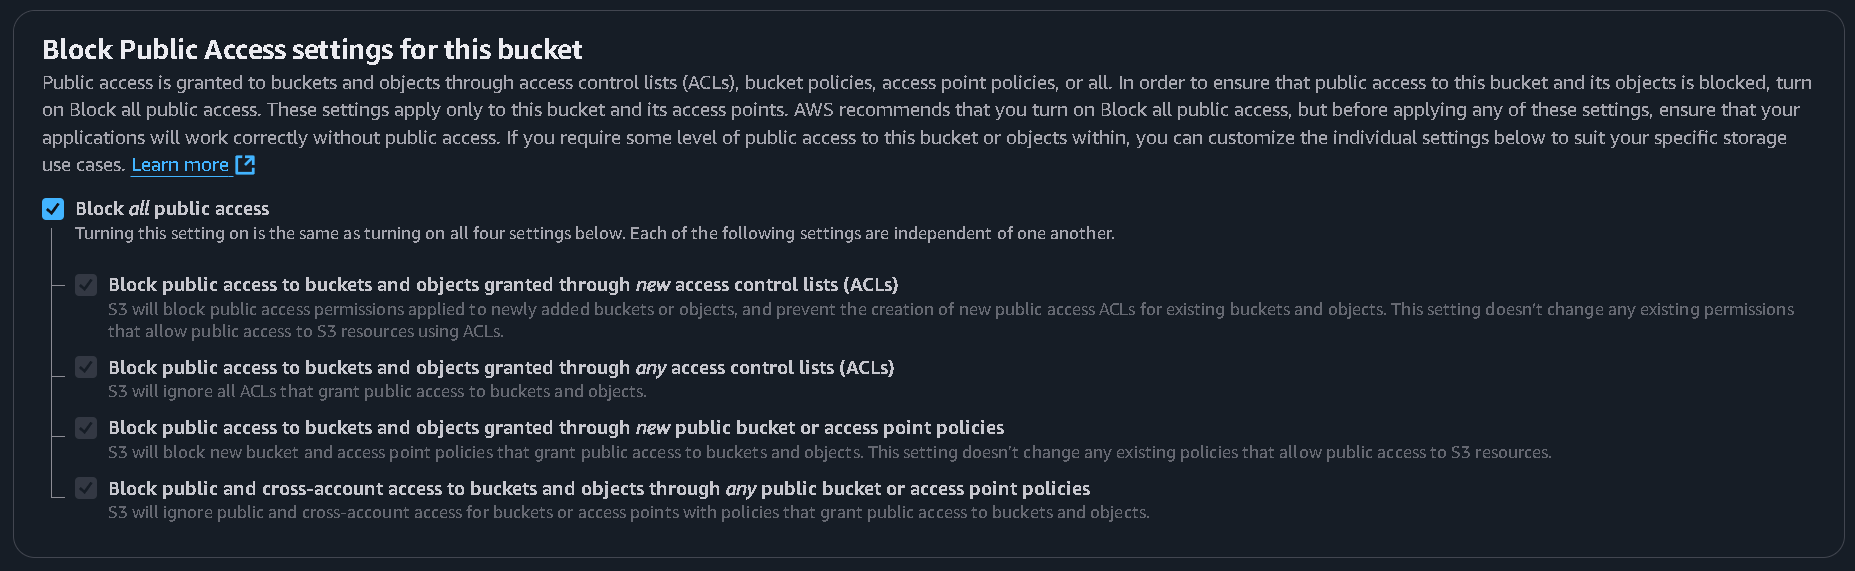 Block Public Access settings for this bucket
Public access is granted to buckets and objects through access control lists (ACLs), bucket policies, access point policies, or all. In order to ensure that public access to this bucket and its objects is blocked, turn
on Block all public access. These settings apply only to this bucket and its access points. AWS recommends that you turn on Block all public access, but before applying any of these settings, ensure that your
applications will work correctly without public access. If you require some level of public access to this bucket or objects within, you can customize the individual settings below to suit your specific storage
use cases. Learn more
Block all public access
Turning this setting on is the same as turning on all four settings below. Each of the following settings are independent of one another.
Block public access to buckets and objects granted through new access control lists (ACLs)
S3 will block public access permissions applied to newly added buckets or objects, and prevent the creation of new public access ACLs for existing buckets and objects. This setting doesn't change any existing permissions
that allow public access to S3 resources using ACLs.
Block public access to buckets and objects granted through any access control lists (ACLs)
S3 will ignore all ACLs that grant public access to buckets and objects.
Block public access to buckets and objects granted through new public bucket or access point policies
S3 will block new bucket and access point policies that grant public access to buckets and objects. This setting doesn't change any existing policies that allow public access to S3 resources.
Block public and cross-account access to buckets and objects through any public bucket or access point policies
S3 will ignore public and cross-account access for buckets or access points with policies that grant public access to buckets and objects.